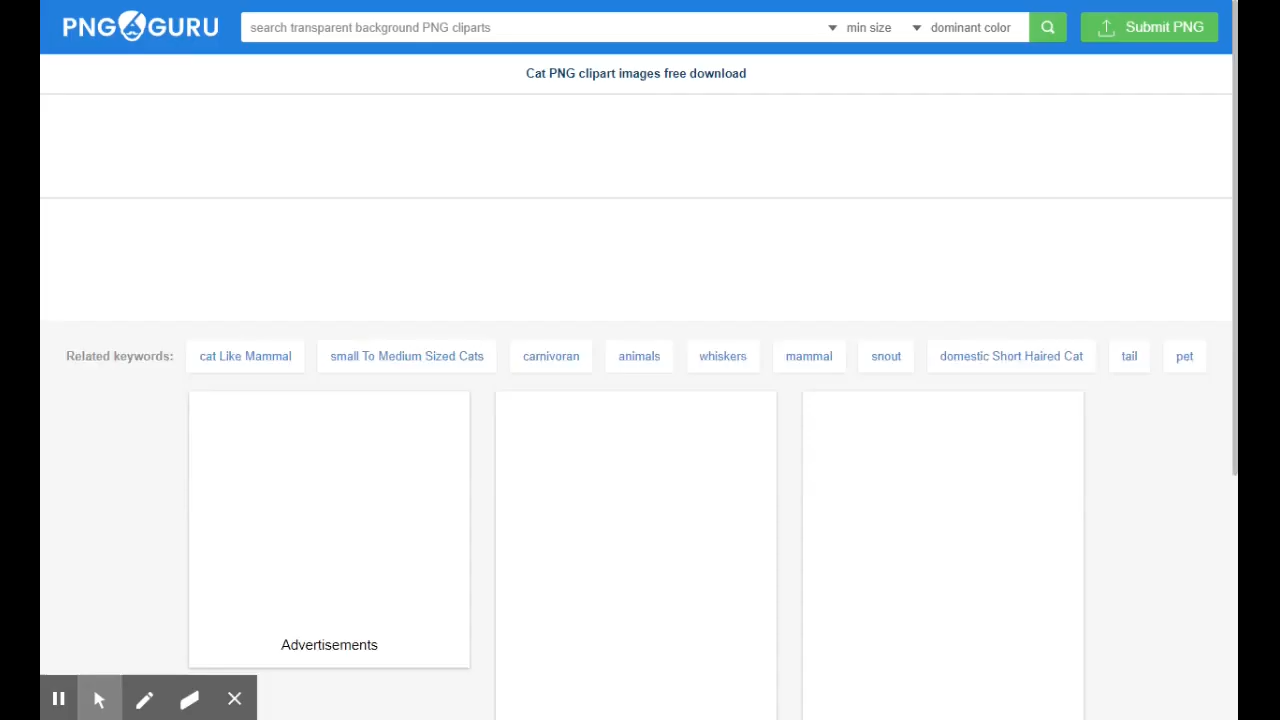 PNG GURU search transparent background PNG cliparts min size dominant color Submit PNG
Cat PNG clipart images free download
Related keywords: cat Like Mammal small To Medium Sized Cats carnivoran animals whiskers mammal snout domestic Short Haired Cat tail pet
Advertisements